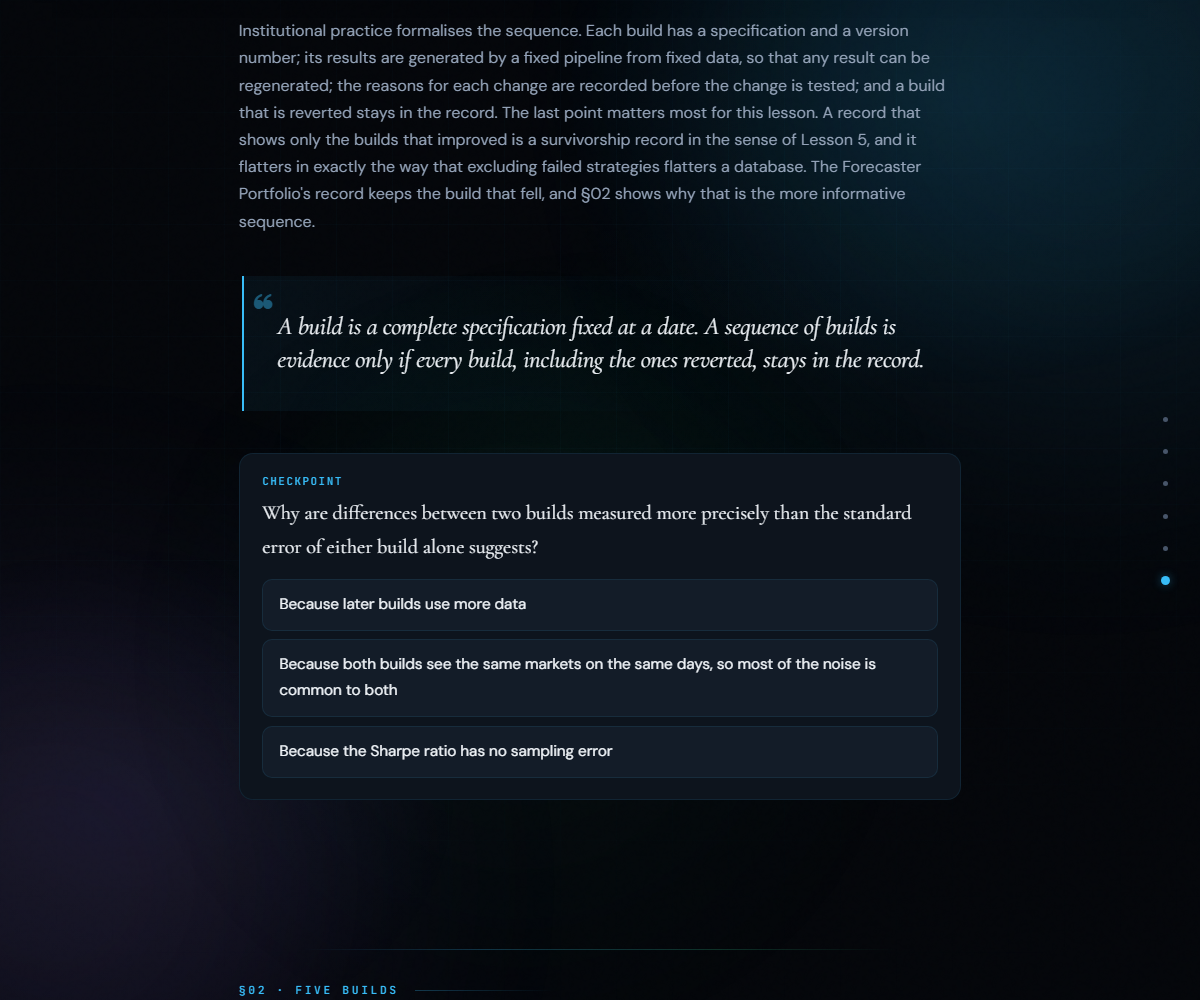 Institutional practice formalises the sequence. Each build has a specification and a version
number; its results are generated by a fixed pipeline from fixed data, so that any result can be
regenerated; the reasons for each change are recorded before the change is tested; and a build
that is reverted stays in the record. The last point matters most for this lesson. A record that
shows only the builds that improved is a survivorship record in the sense of Lesson 5, and it
flatters in exactly the way that excluding failed strategies flatters a database. The Forecaster
Portfolio's record keeps the build that fell, and §02 shows why that is the more informative
sequence.
❝
A build is a complete specification fixed at a date. A sequence of builds is
evidence only if every build, including the ones reverted, stays in the record.
CHECKPOINT
Why are differences between two builds measured more precisely than the standard
error of either build alone suggests?
Because later builds use more data
Because both builds see the same markets on the same days, so most of the noise is
common to both
Because the Sharpe ratio has no sampling error
§02 · FIVE BUILDS